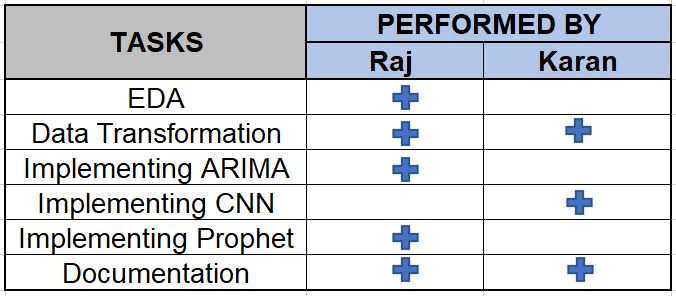 TASKS
PERFORMED BY
Raj Karan
EDA
Data Transformation
Implementing ARIMA
Implementing CNN
Implementing Prophet
Documentation